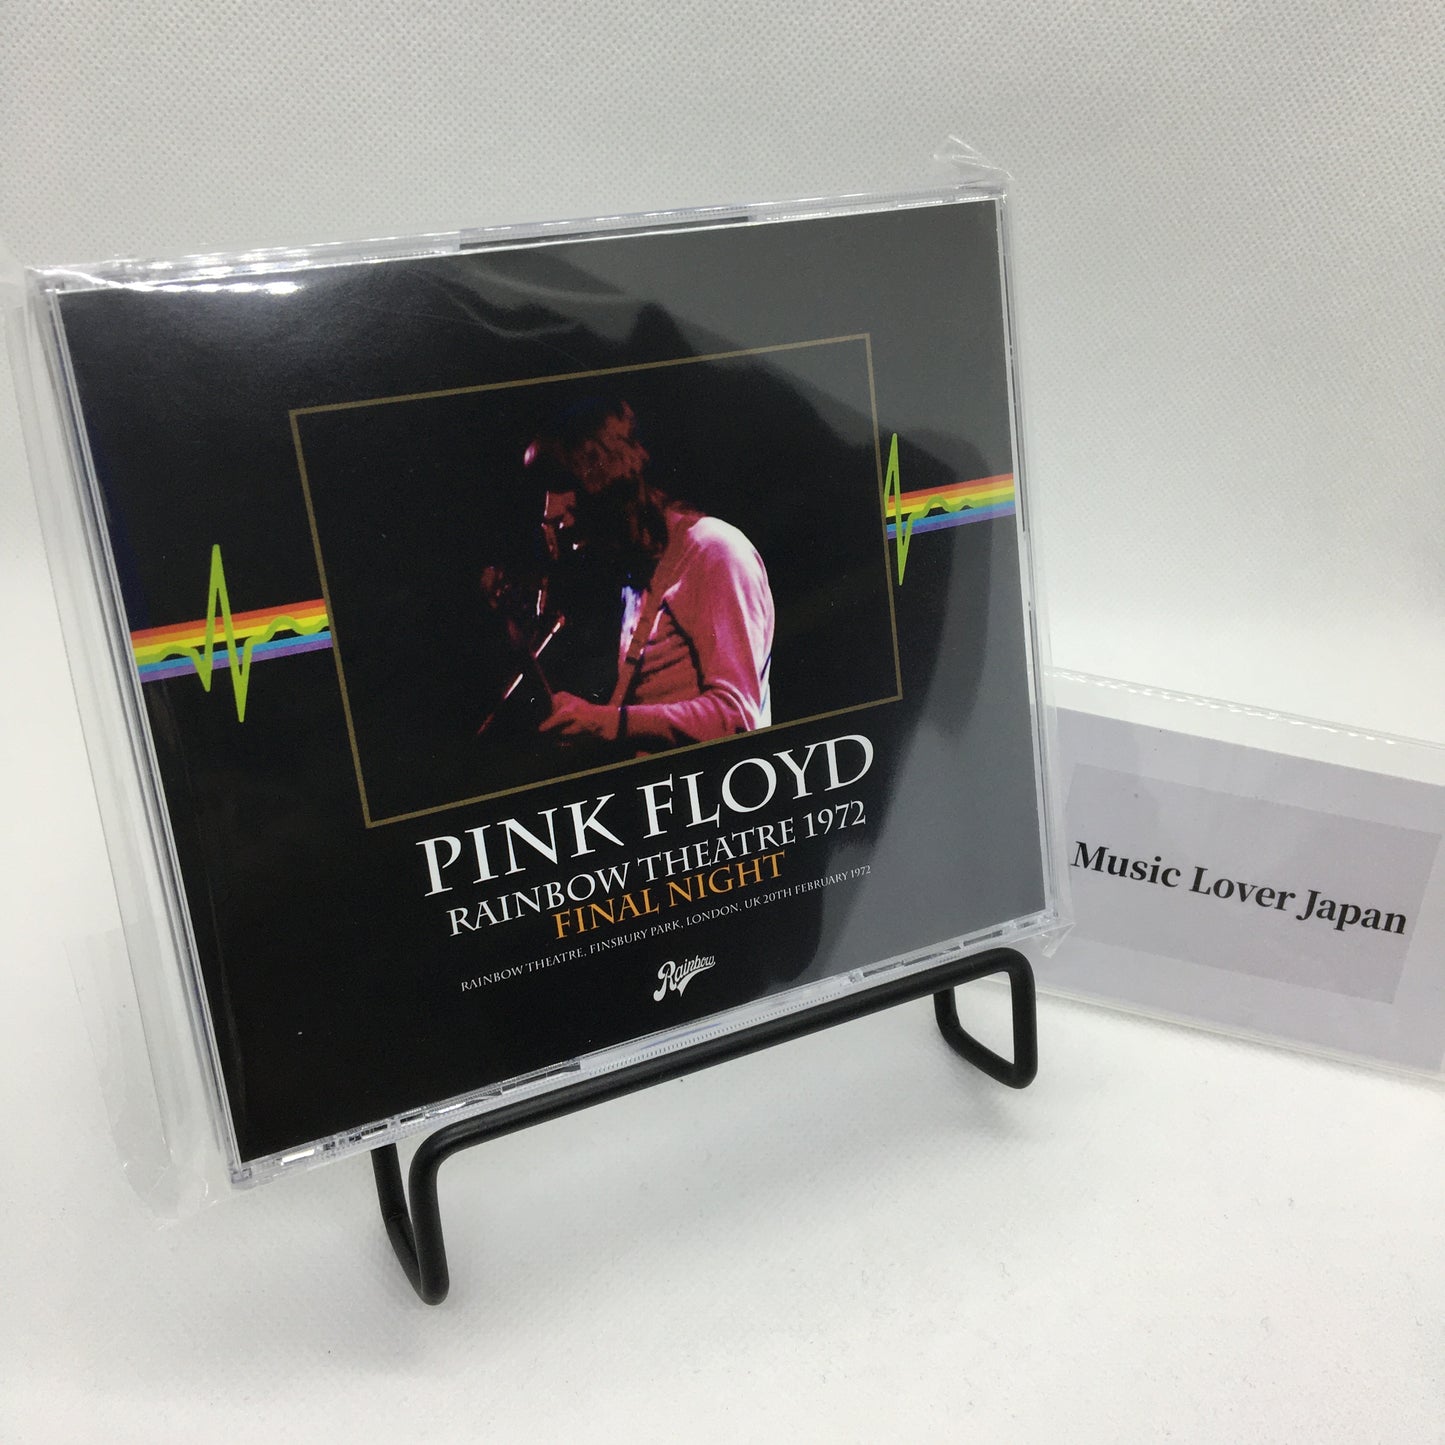 PINK FLOYD
RAINBOW THEATRE 1972
FINAL NIGHT
RAINBOW THEATRE, FINSBURY PARK, LONDON, UK 20TH FEBRUARY 1972
Rainbow
Music Lover Japan